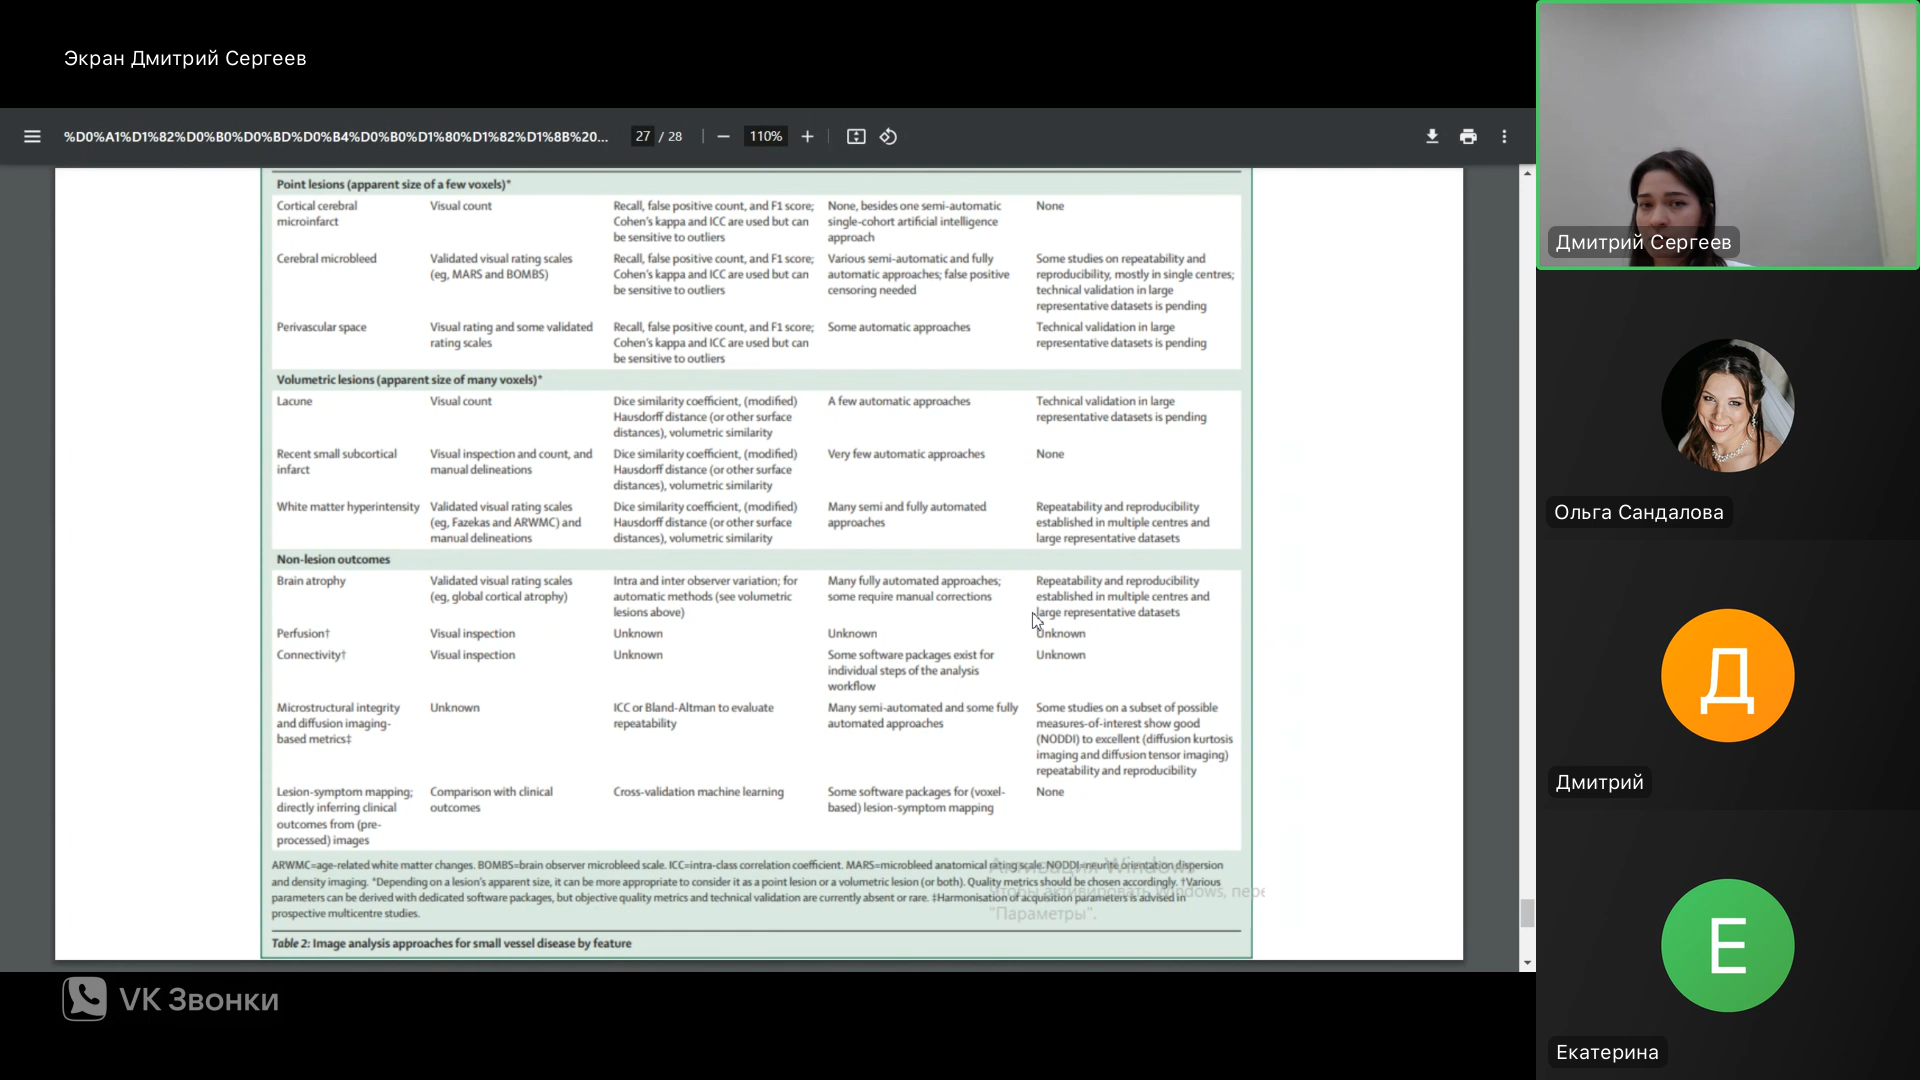 Экран Дмитрий Сергеев
%D0%A1%D1%82%D0%B0%D0%BD%D0%B4%D0%B0%D1%80%D1%82%D1%8B%20...
27 / 28
110%
Point lesions (apparent size of a few voxels)*
Cortical cerebral microinfarct
Visual count
Recall, false positive count, and F1 score; Cohen's kappa and ICC are used but can be sensitive to outliers
None, besides one semi-automatic single-cohort artificial intelligence approach
None
Cerebral microbleed
Validated visual rating scales (eg, MARS and BOMBS)
Recall, false positive count, and F1 score; Cohen's kappa and ICC are used but can be sensitive to outliers
Various semi-automatic and fully automatic approaches; false positive censoring needed
Some studies on repeatability and reproducibility, mostly in single centres; technical validation in large representative datasets is pending
Perivascular space
Visual rating and some validated rating scales
Recall, false positive count, and F1 score; Cohen's kappa and ICC are used but can be sensitive to outliers
Some automatic approaches
Technical validation in large representative datasets is pending
Volumetric lesions (apparent size of many voxels)*
Lacune
Visual count
Dice similarity coefficient, (modified) Hausdorff distance (or other surface distances), volumetric similarity
A few automatic approaches
Technical validation in large representative datasets is pending
Recent small subcortical infarct
Visual inspection and count, and manual delineations
Dice similarity coefficient, (modified) Hausdorff distance (or other surface distances), volumetric similarity
Very few automatic approaches
None
White matter hyperintensity
Validated visual rating scales (eg, Fazekas and ARWMC) and manual delineations
Dice similarity coefficient, (modified) Hausdorff distance (or other surface distances), volumetric similarity
Many semi and fully automated approaches
Repeatability and reproducibility established in multiple centres and large representative datasets
Non-lesion outcomes
Brain atrophy
Validated visual rating scales (eg, global cortical atrophy)
Intra and inter observer variation; for automatic methods (see volumetric lesions above)
Many fully automated approaches; some require manual corrections
Repeatability and reproducibility established in multiple centres and large representative datasets
Perfusion†
Visual inspection
Unknown
Unknown
Unknown
Connectivity†
Visual inspection
Unknown
Some software packages exist for individual steps of the analysis workflow
Unknown
Microstructural integrity and diffusion imaging-based metrics‡
Unknown
ICC or Bland-Altman to evaluate repeatability
Many semi-automated and some fully automated approaches
Some studies on a subset of possible measures-of-interest show good (NODDI) to excellent (diffusion kurtosis imaging and diffusion tensor imaging) repeatability and reproducibility
Lesion-symptom mapping; directly inferring clinical outcomes from (pre-processed) images
Comparison with clinical outcomes
Cross-validation machine learning
Some software packages for (voxel-based) lesion-symptom mapping
None
ARWMC=age-related white matter changes. BOMBS=brain observer microbleed scale. ICC=intra-class correlation coefficient. MARS=microbleed anatomical rating scale. NODDI=neurite orientation dispersion
and density imaging. *Depending on a lesion's apparent size, it can be more appropriate to consider it as a point lesion or a volumetric lesion (or both). Quality metrics should be chosen accordingly. †Various
parameters can be derived with dedicated software packages, but objective quality metrics and technical validation are currently absent or rare. ‡Harmonisation of acquisition parameters is advised in
prospective multicentre studies.
Активация Windows
Чтобы активировать Windows, пере
"Параметры".
Table 2: Image analysis approaches for small vessel disease by feature
VK Звонки
Дмитрий Сергеев
Ольга Сандалова
Д
Дмитрий
Е
Екатерина